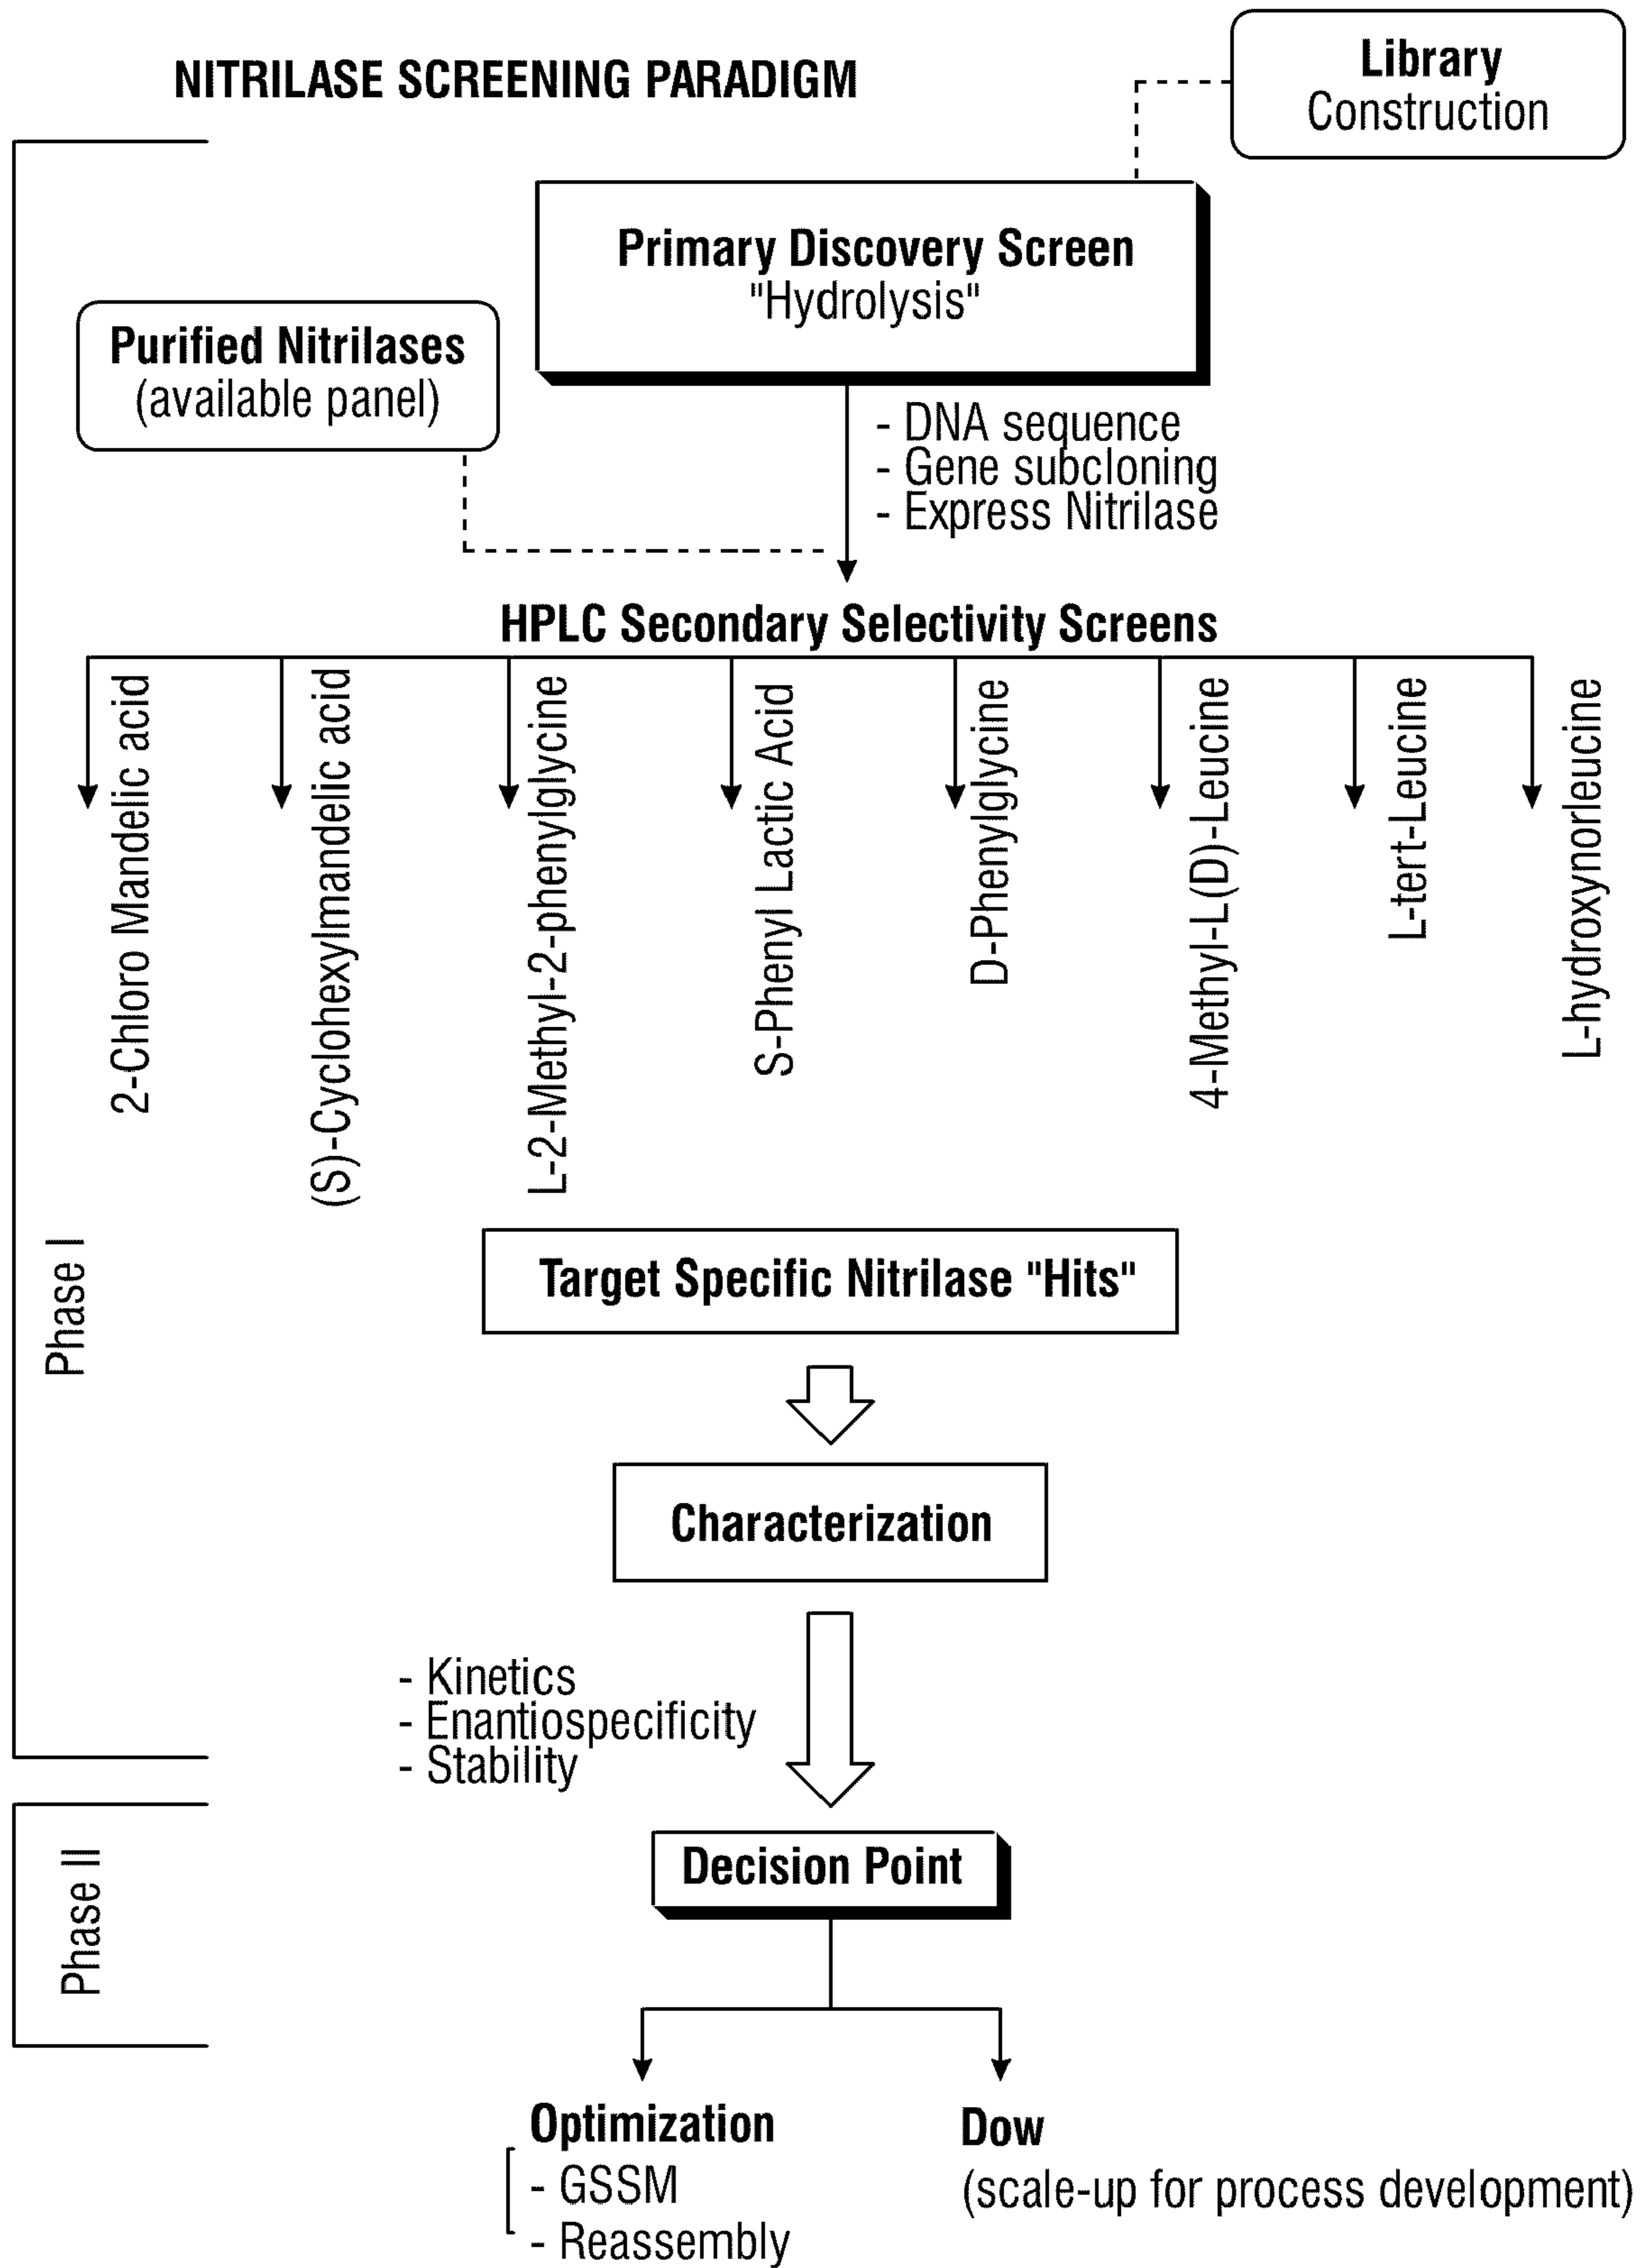 NITRILASE SCREENING PARADIGM
Library
Construction
Primary Discovery Screen
"Hydrolysis"
Purified Nitrilases
(available panel)
- DNA sequence
- Gene subcloning
- Express Nitrilase
HPLC Secondary Selectivity Screens
2-Chloro Mandelic acid
(S)-Cyclohexylmandelic acid
L-2-Methyl-2-phenylglycine
S-Phenyl Lactic Acid
D-Phenylglycine
4-Methyl-L(D)-Leucine
L-tert-Leucine
L-hydroxynorleucine
Phase I
Target Specific Nitrilase "Hits"
Characterization
- Kinetics
- Enantiospecificity
- Stability
Phase II
Decision Point
Optimization
- GSSM
- Reassembly
Dow
(scale-up for process development)